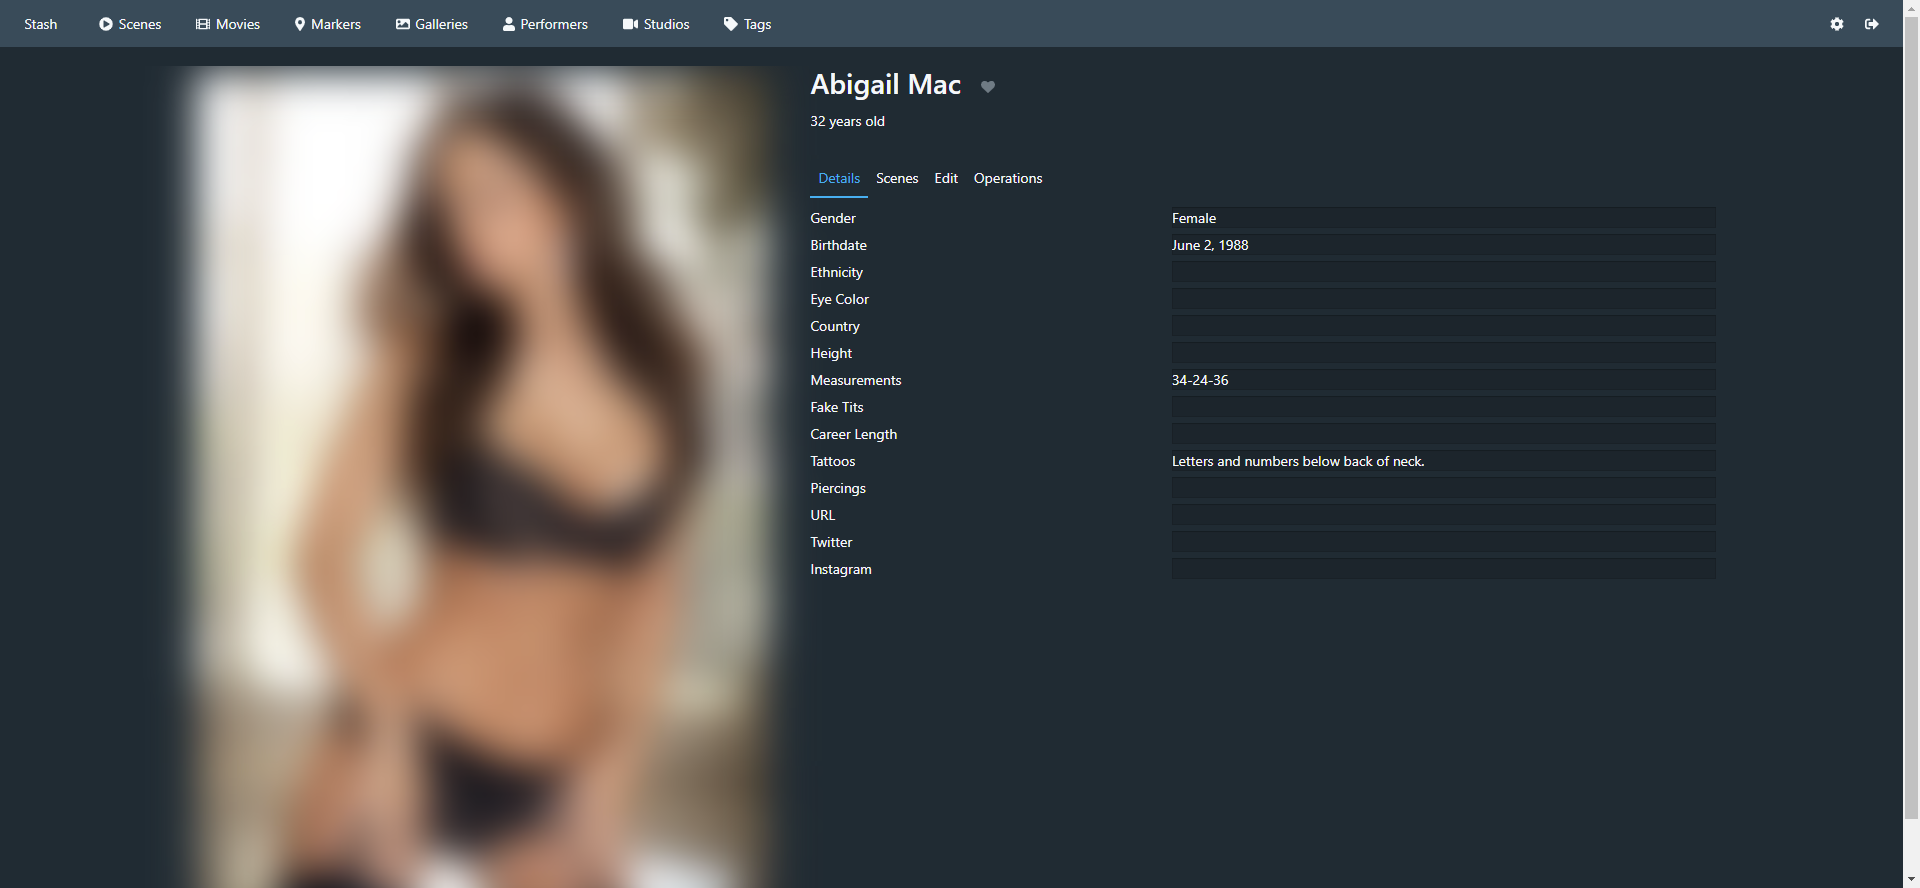 Stash Scenes Movies Markers Galleries Performers Studios Tags
Abigail Mac
32 years old
Details Scenes Edit Operations
Gender Female
Birthdate June 2, 1988
Ethnicity
Eye Color
Country
Height
Measurements 34-24-36
Fake Tits
Career Length
Tattoos Letters and numbers below back of neck.
Piercings
URL
Twitter
Instagram